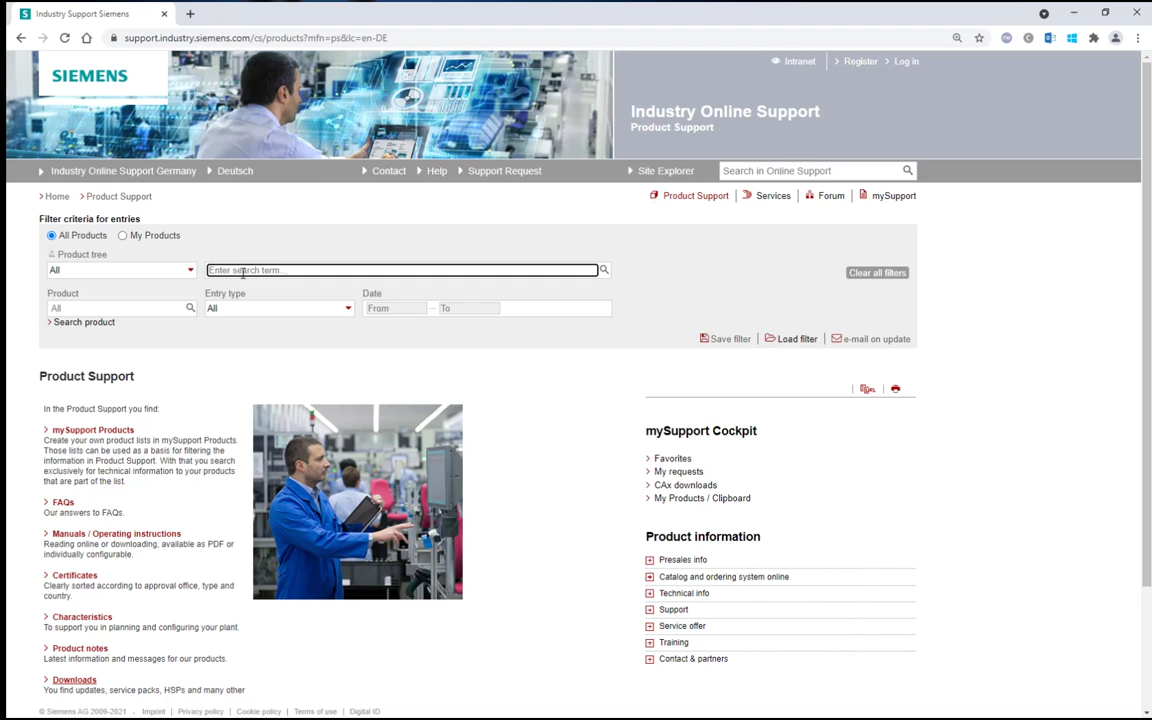 Industry Support Siemens
support.industry.siemens.com/cs/products?mfn=ps&lc=en-DE
SIEMENS
Intranet Register Log in
Industry Online Support
Product Support
Industry Online Support Germany Deutsch Contact Help Support Request Site Explorer Search in Online Support
Home Product Support
Product Support Services Forum mySupport
Filter criteria for entries
All Products My Products
Product tree
All Enter search term... Clear all filters
Product Entry type Date
All All From To
Search product
Save filter Load filter e-mail on update
Product Support
In the Product Support you find:
mySupport Products
Create your own product lists in mySupport Products.
Those lists can be used as a basis for filtering the
information in Product Support. With that you search
exclusively for technical information to your products
that are part of the list.
FAQs
Our answers to FAQs.
Manuals / Operating instructions
Reading online or downloading, available as PDF or
individually configurable.
Certificates
Clearly sorted according to approval office, type and
country.
Characteristics
To support you in planning and configuring your plant.
Product notes
Latest information and messages for our products.
Downloads
You find updates, service packs, HSPs and many other
mySupport Cockpit
Favorites
My requests
CAx downloads
My Products / Clipboard
Product information
Presales info
Catalog and ordering system online
Technical info
Support
Service offer
Training
Contact & partners
© Siemens AG 2009-2021 - Imprint Privacy policy Cookie policy Terms of use Digital ID